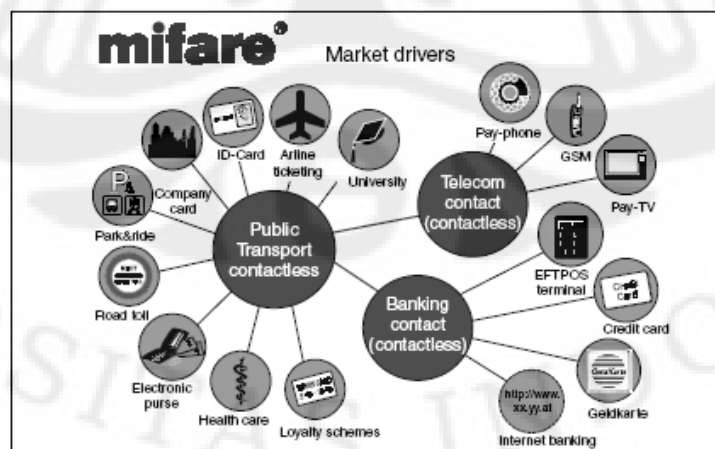 mifare®
Market drivers
Pay-phone
GSM
Pay-TV
ID-Card
Airline
ticketing
University
Company
card
Park&ride
Road toll
Public
Transport
contactless
Telecom
contact
(contactless)
EFTPOS
terminal
Banking
contact
(contactless)
Credit card
Geldkarte
http://www.
xx.yy.at
Internet banking
Electronic
purse
Health care
Loyalty schemes